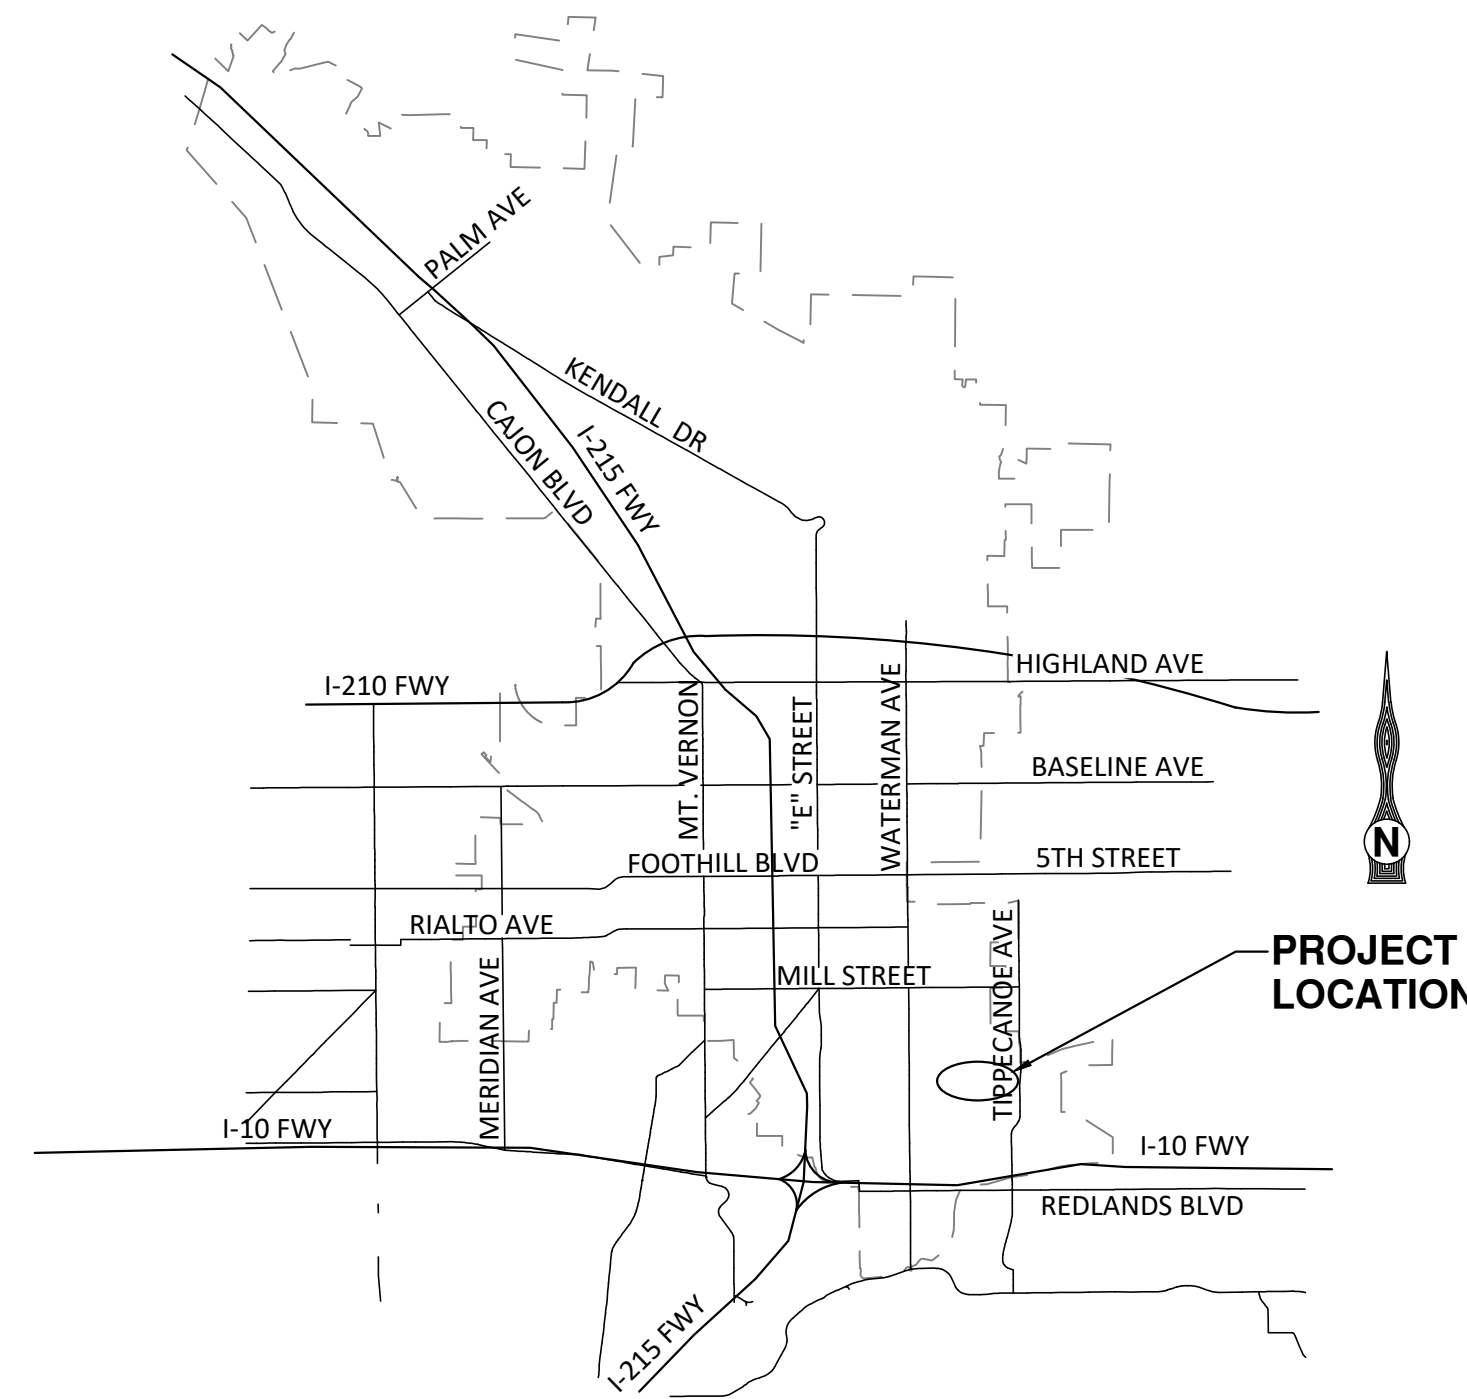 PALM AVE
KENDALL DR
CAJON BLVD
I-215 FWY
HIGHLAND AVE
I-210 FWY
MT. VERNON
"E" STREET
WATERMAN AVE
BASELINE AVE
FOOTHILL BLVD
5TH STREET
RIALTO AVE
N
MERIDIAN AVE
MILL STREET
TIPPECANOE AVE
PROJECT
LOCATION
I-10 FWY
I-10 FWY
REDLANDS BLVD
I-215 FWY